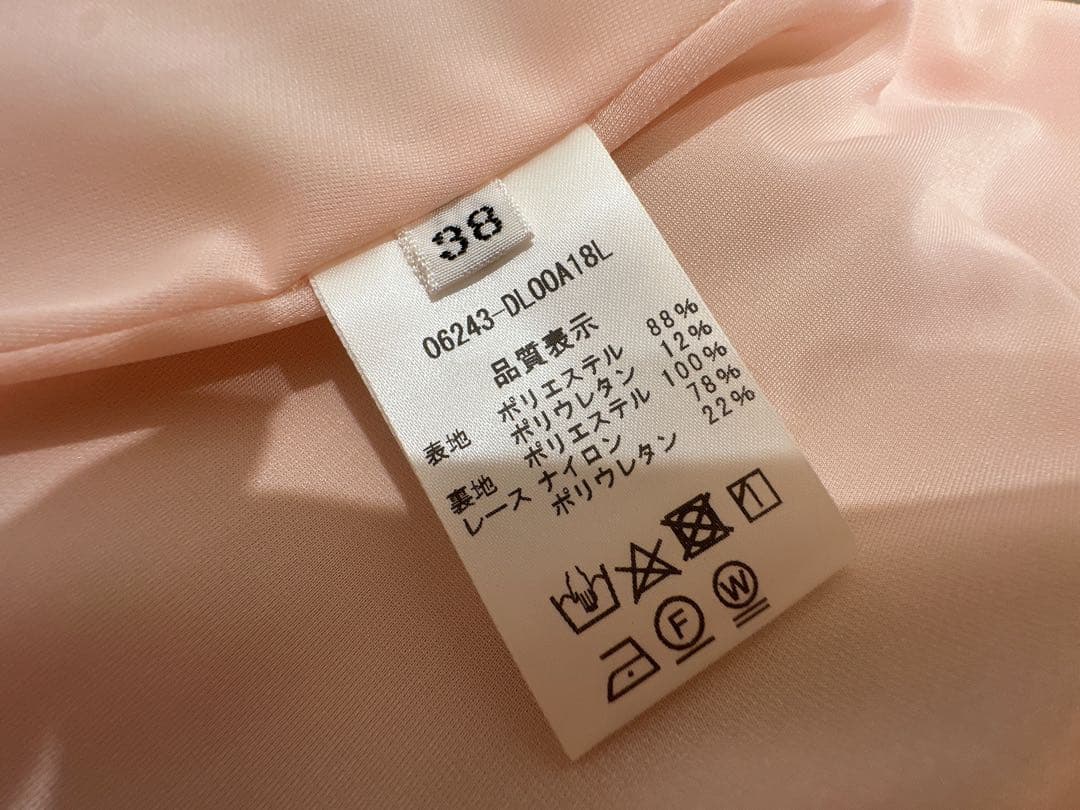 38
06243-DL00A18L
品質表示
表地 ポリエステル 88%
ポリウレタン 12%
裏地 ポリエステル 100%
レース ナイロン 78%
ポリウレタン 22%
F
W